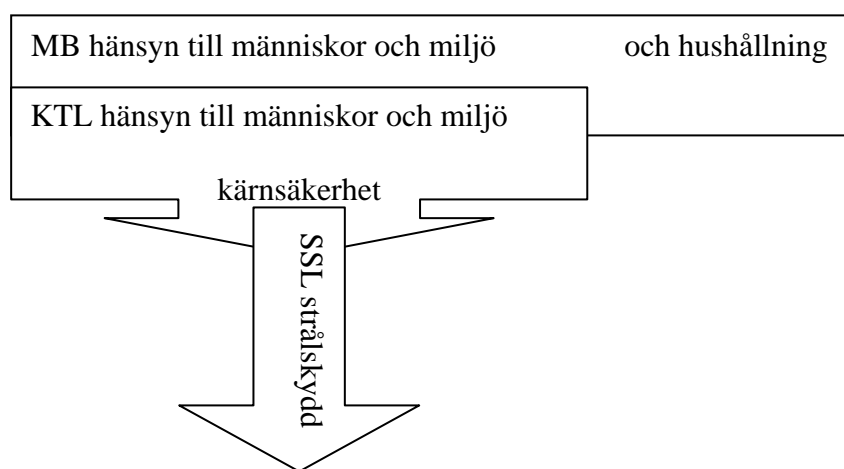 MB hänsyn till människor och miljö och hushållning
KTL hänsyn till människor och miljö
kärnsäkerhet
SSL strålskydd